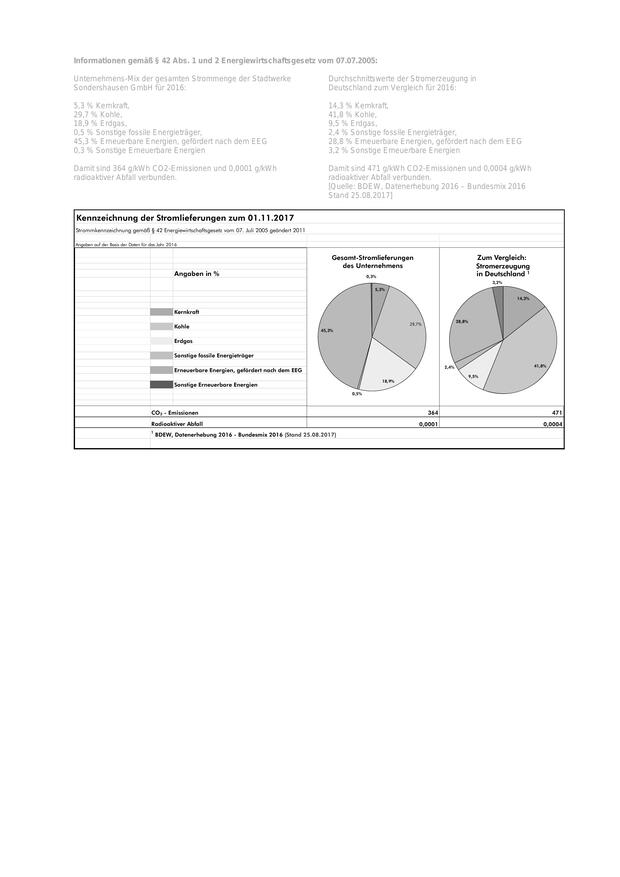 Informationen gemäß § 42 Abs. 1 und 2 Energiewirtschaftsgesetz vom 07.07.2005:
Unternehmens-Mix der gesamten Strommenge der Stadtwerke
Sondershausen GmbH für 2016:
5,3 % Kernkraft,
29,7 % Kohle,
18,9 % Erdgas,
0,5 % Sonstige fossile Energieträger,
45,3 % Erneuerbare Energien, gefördert nach dem EEG
0,3 % Sonstige Erneuerbare Energien
Damit sind 364 g/kWh CO2-Emissionen und 0,0001 g/kWh
radioaktiver Abfall verbunden.
Durchschnittswerte der Stromerzeugung in
Deutschland zum Vergleich für 2016:
14,3 % Kernkraft,
41,8 % Kohle,
9,5 % Erdgas,
2,4 % Sonstige fossile Energieträger,
28,8 % Erneuerbare Energien, gefördert nach dem EEG
3,2 % Sonstige Erneuerbare Energien
Damit sind 471 g/kWh CO2-Emissionen und 0,0004 g/kWh
radioaktiver Abfall verbunden.
[Quelle: BDEW, Datenerhebung 2016 – Bundesmix 2016
Stand 25.08.2017]
Kennzeichnung der Stromlieferungen zum 01.11.2017
Strommkennzeichnung gemäß § 42 Energiewirtschaftsgesetz vom 07. Juli 2005 geändert 2011
Angaben auf der Basis der Daten für das Jahr 2016
Angaben in %
Kernkraft
Kohle
Erdgas
Sonstige fossile Energieträger
Erneuerbare Energien, gefördert nach dem EEG
Sonstige Erneuerbare Energien
Gesamt-Stromlieferungen
des Unternehmens
0,3%
5,3%
29,7%
45,3%
18,9%
0,5%
Zum Vergleich:
Stromerzeugung
in Deutschland ¹
3,2%
14,3%
28,8%
2,4%
41,8%
9,5%
CO₂ - Emissionen 364 471
Radioaktiver Abfall 0,0001 0,0004
¹ BDEW, Datenerhebung 2016 - Bundesmix 2016 (Stand 25.08.2017)